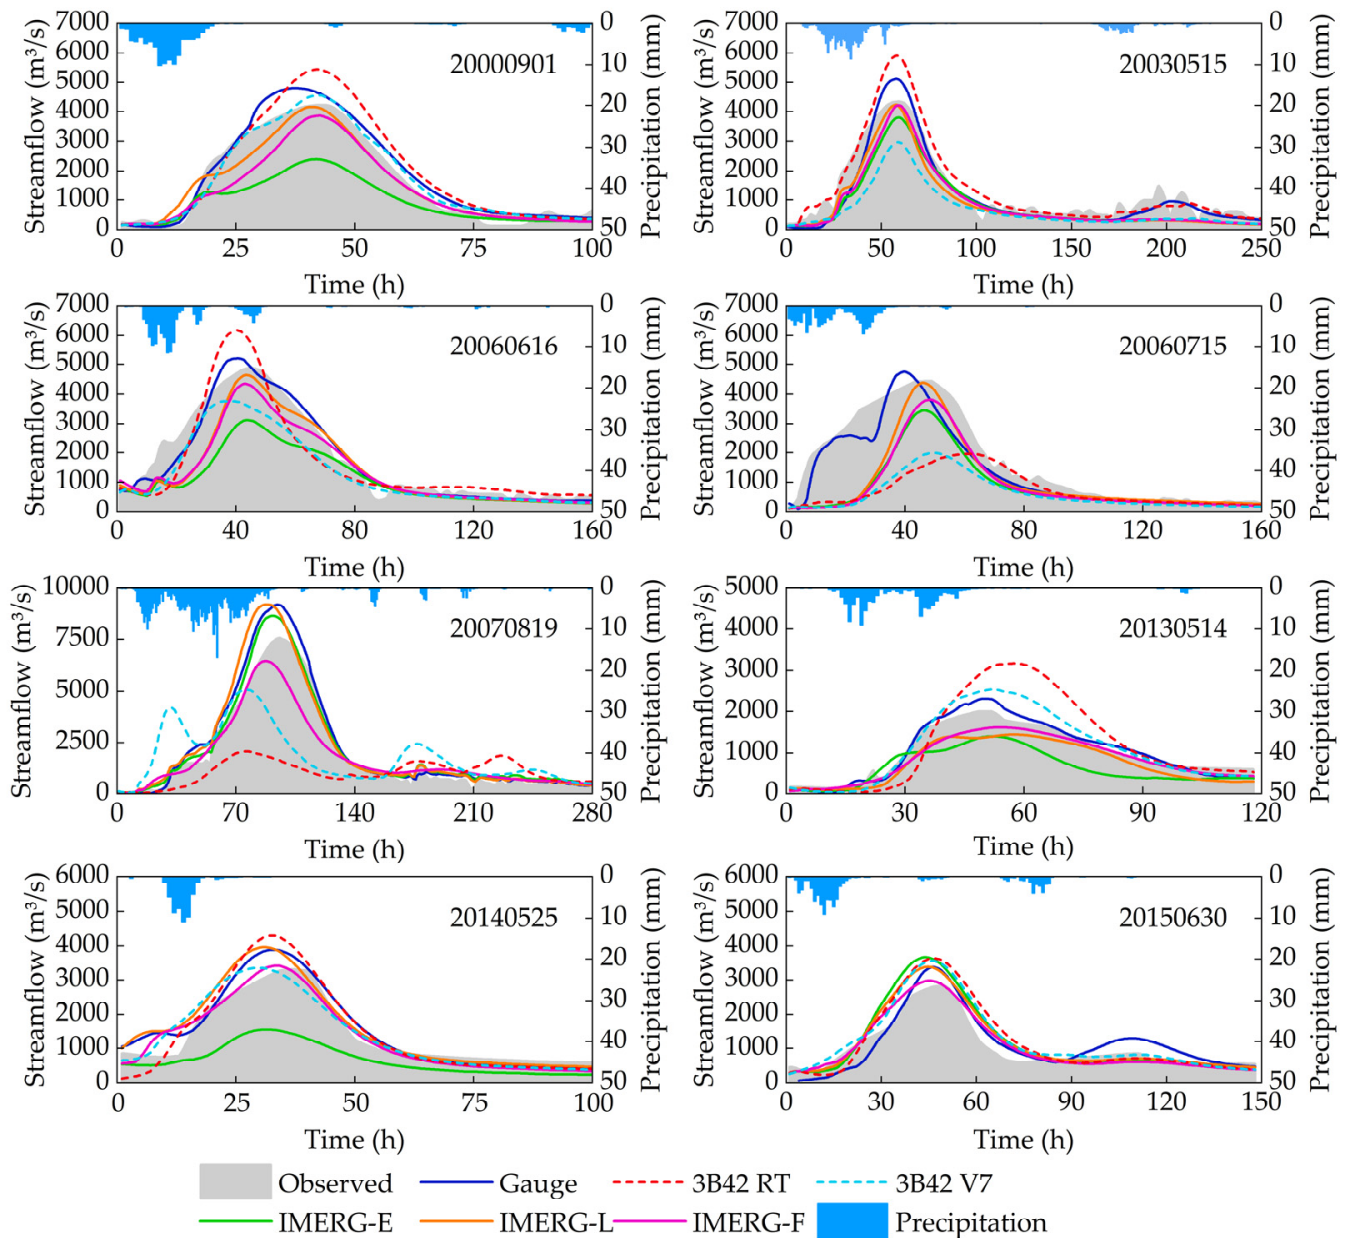 Streamflow (m³/s)
7000 6000 5000 4000 3000 2000 1000 0
20000901
0 10 20 30 40 50
Precipitation (mm)
0 25 50 75 100
Time (h)
Streamflow (m³/s)
7000 6000 5000 4000 3000 2000 1000 0
20030515
0 10 20 30 40 50
Precipitation (mm)
0 50 100 150 200 250
Time (h)
Streamflow (m³/s)
7000 6000 5000 4000 3000 2000 1000 0
20060616
0 10 20 30 40 50
Precipitation (mm)
0 40 80 120 160
Time (h)
Streamflow (m³/s)
7000 6000 5000 4000 3000 2000 1000 0
20060715
0 10 20 30 40 50
Precipitation (mm)
0 40 80 120 160
Time (h)
Streamflow (m³/s)
10000 7500 5000 2500 0
20070819
0 10 20 30 40 50
Precipitation (mm)
0 70 140 210 280
Time (h)
Streamflow (m³/s)
5000 4000 3000 2000 1000 0
20130514
0 10 20 30 40 50
Precipitation (mm)
0 30 60 90 120
Time (h)
Streamflow (m³/s)
6000 5000 4000 3000 2000 1000 0
20140525
0 10 20 30 40 50
Precipitation (mm)
0 25 50 75 100
Time (h)
Streamflow (m³/s)
6000 5000 4000 3000 2000 1000 0
20150630
0 10 20 30 40 50
Precipitation (mm)
0 30 60 90 120 150
Time (h)
Observed Gauge 3B42 RT 3B42 V7
IMERG-E IMERG-L IMERG-F Precipitation